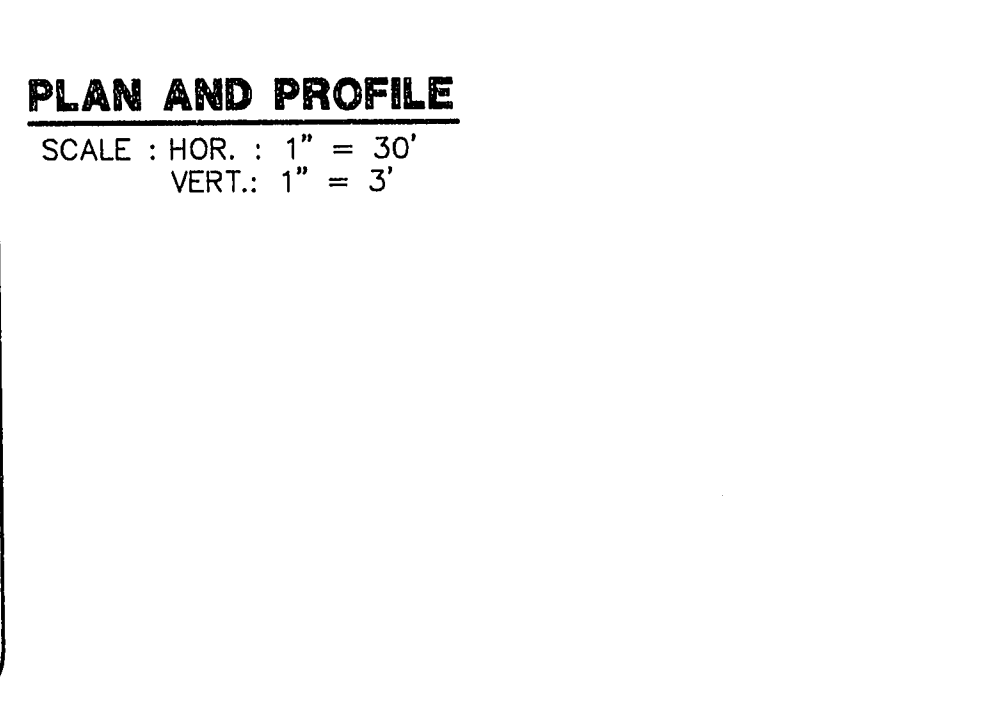 PLAN AND PROFILE
SCALE : HOR. : 1" = 30'
VERT.: 1" = 3'